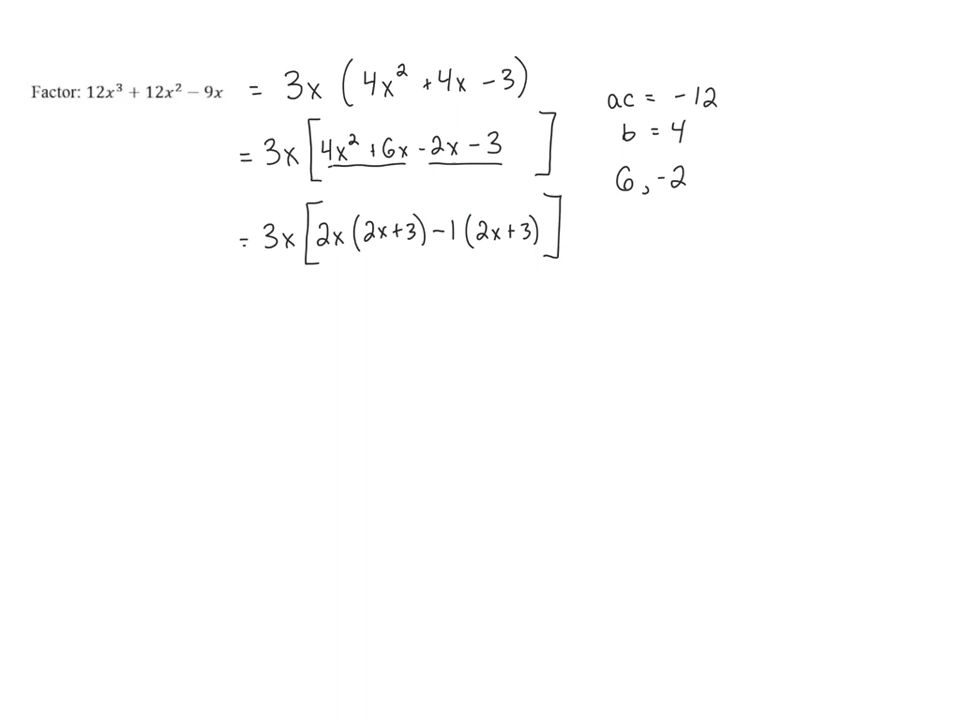 Factor: 12x³ + 12x² − 9x = 3x (4x² + 4x − 3)
ac = −12
b = 4
= 3x [4x² + 6x − 2x − 3]
6, −2
= 3x [2x (2x + 3) − 1 (2x + 3)]